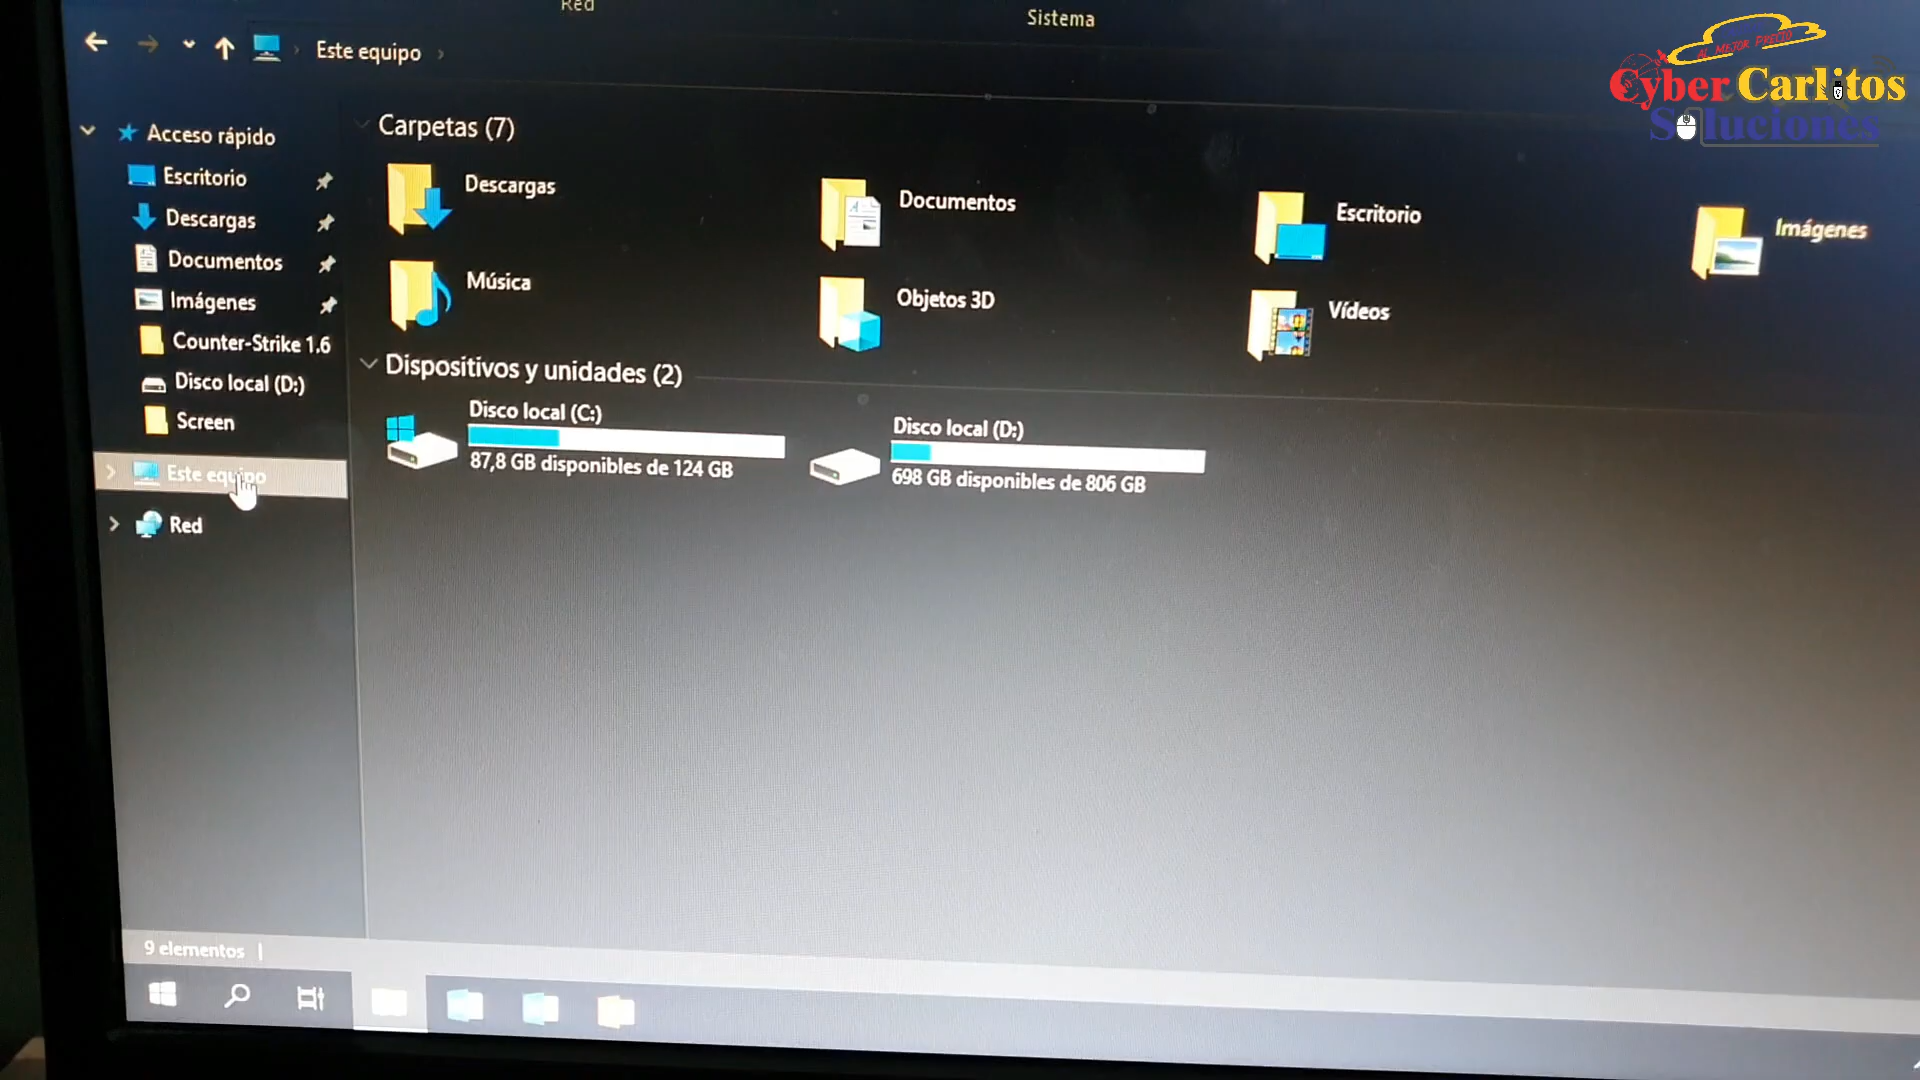 Red
Sistema
AL MEJOR PRECIO
Cyber Carlitos
Soluciones
Este equipo
Acceso rápido
Escritorio
Descargas
Documentos
Imágenes
Counter-Strike 1.6
Disco local (D:)
Screen
Este equipo
Red
Carpetas (7)
Descargas
Documentos
Escritorio
Imágenes
Música
Objetos 3D
Vídeos
Dispositivos y unidades (2)
Disco local (C:)
87,8 GB disponibles de 124 GB
Disco local (D:)
698 GB disponibles de 806 GB
9 elementos